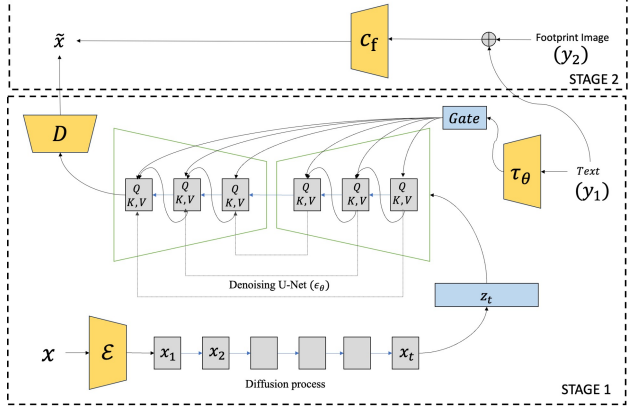 x̃
C_f
Footprint Image
(y_2)
STAGE 2
D
Gate
τ_θ
Text
(y_1)
Q
K, V
Q
K, V
Q
K, V
Q
K, V
Q
K, V
Q
K, V
Denoising U-Net (ϵ_θ)
z_t
x
ℰ
x_1
x_2
x_t
Diffusion process
STAGE 1